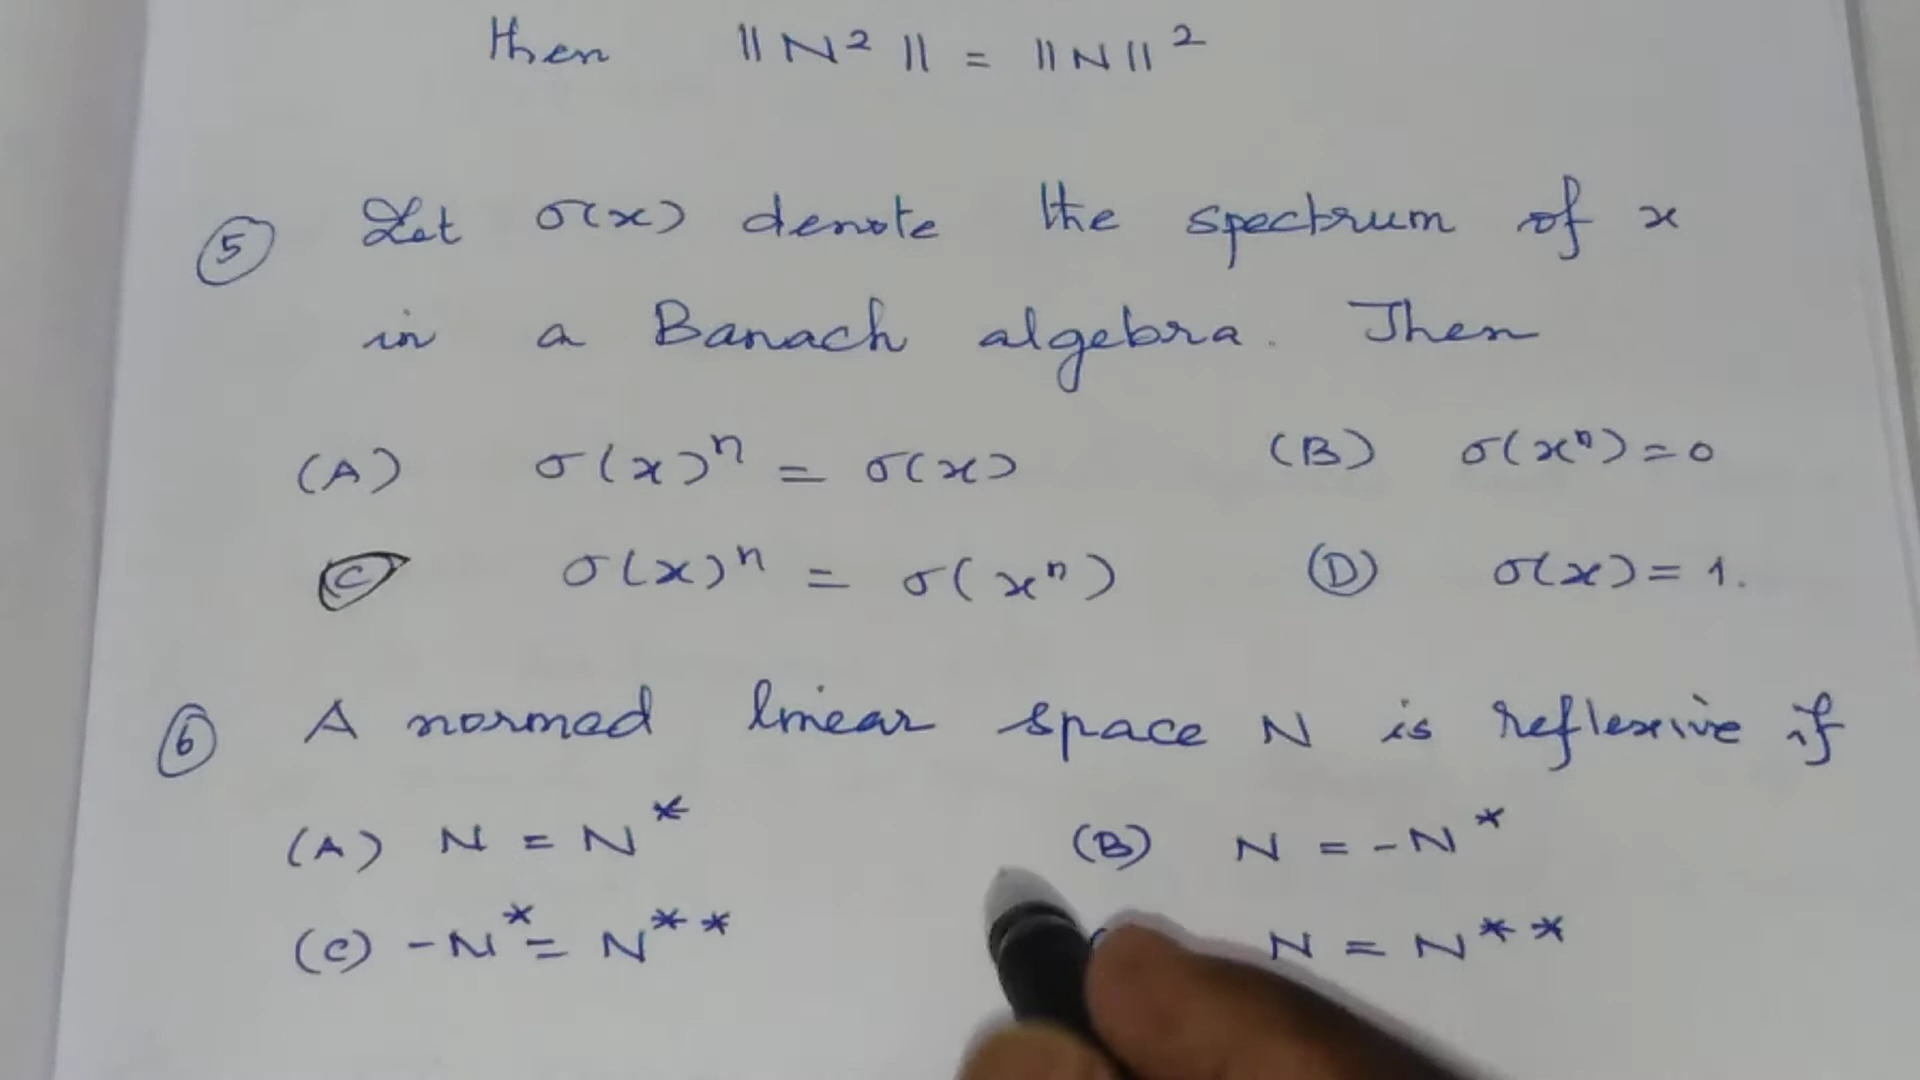 then ||N²|| = ||N||²
⑤ Let σ(x) denote the spectrum of x
in a Banach algebra. Then
(A) σ(x)ⁿ = σ(x) (B) σ(xⁿ) = 0
(C) σ(x)ⁿ = σ(xⁿ) (D) σ(x) = 1.
⑥ A normed linear space N is reflexive if
(A) N = N* (B) N = -N*
(C) -N* = N** N = N**